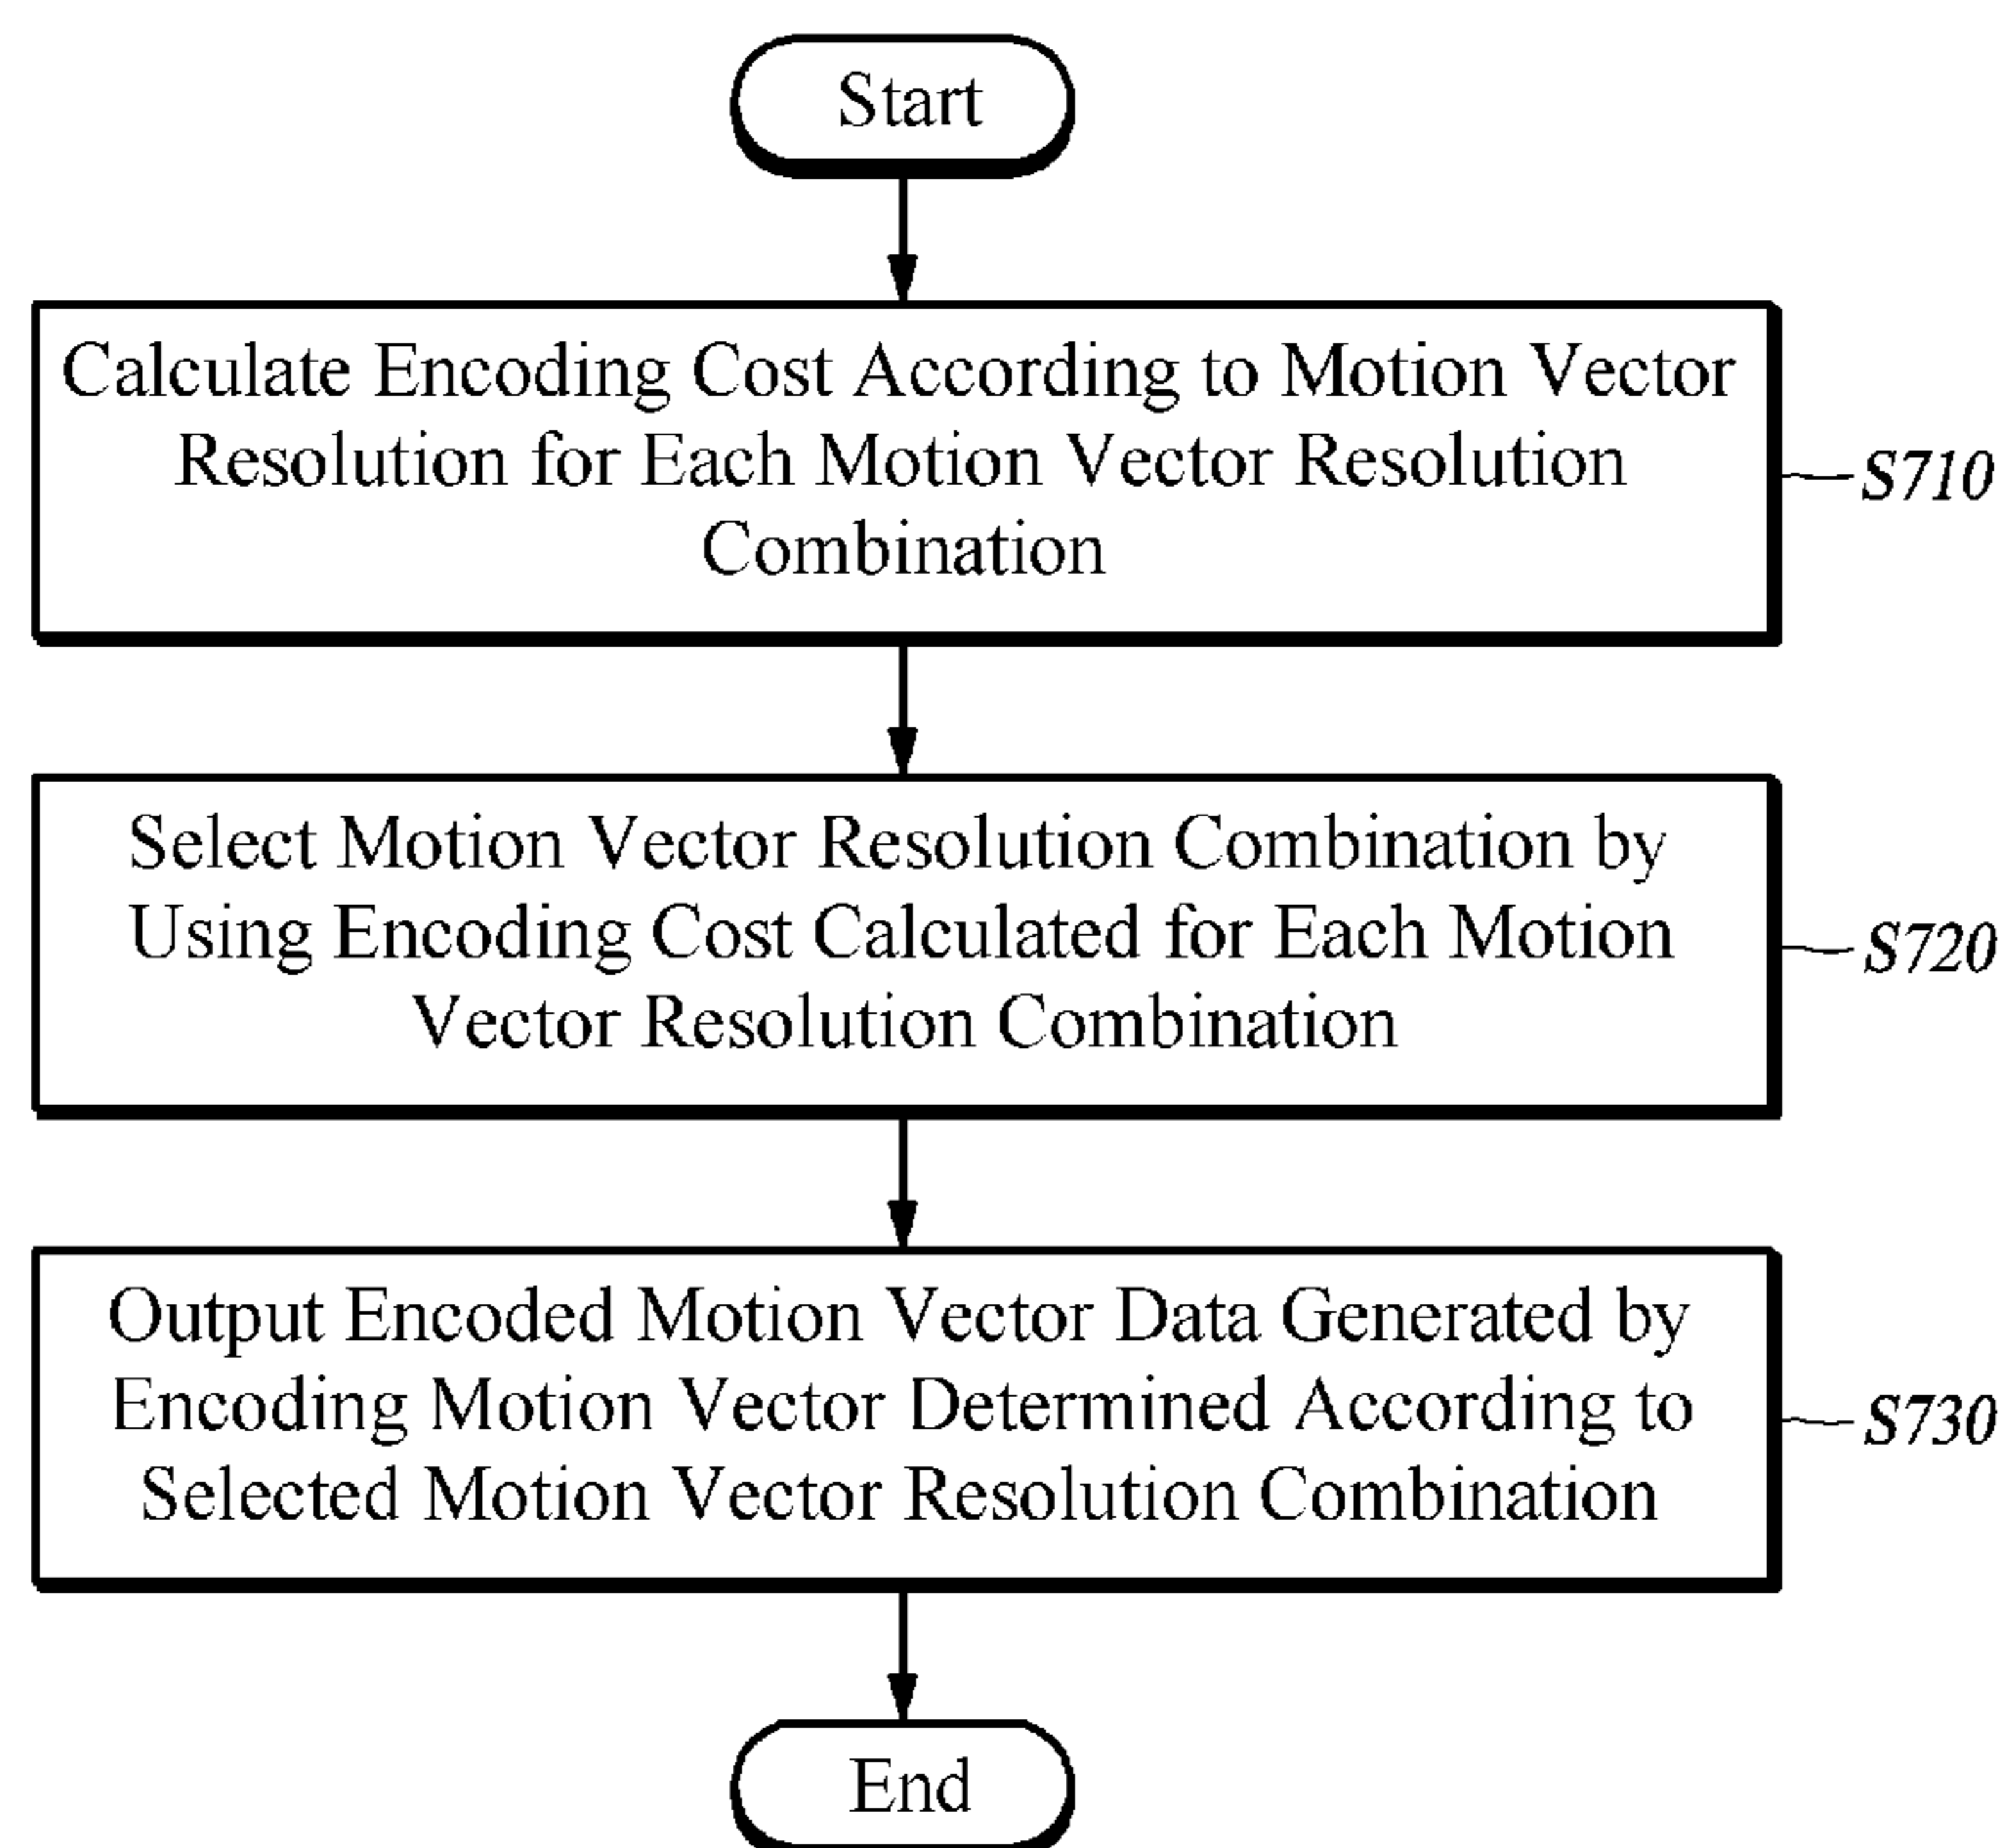 Start
Calculate Encoding Cost According to Motion Vector
Resolution for Each Motion Vector Resolution
Combination
S710
Select Motion Vector Resolution Combination by
Using Encoding Cost Calculated for Each Motion
Vector Resolution Combination
S720
Output Encoded Motion Vector Data Generated by
Encoding Motion Vector Determined According to
Selected Motion Vector Resolution Combination
S730
End